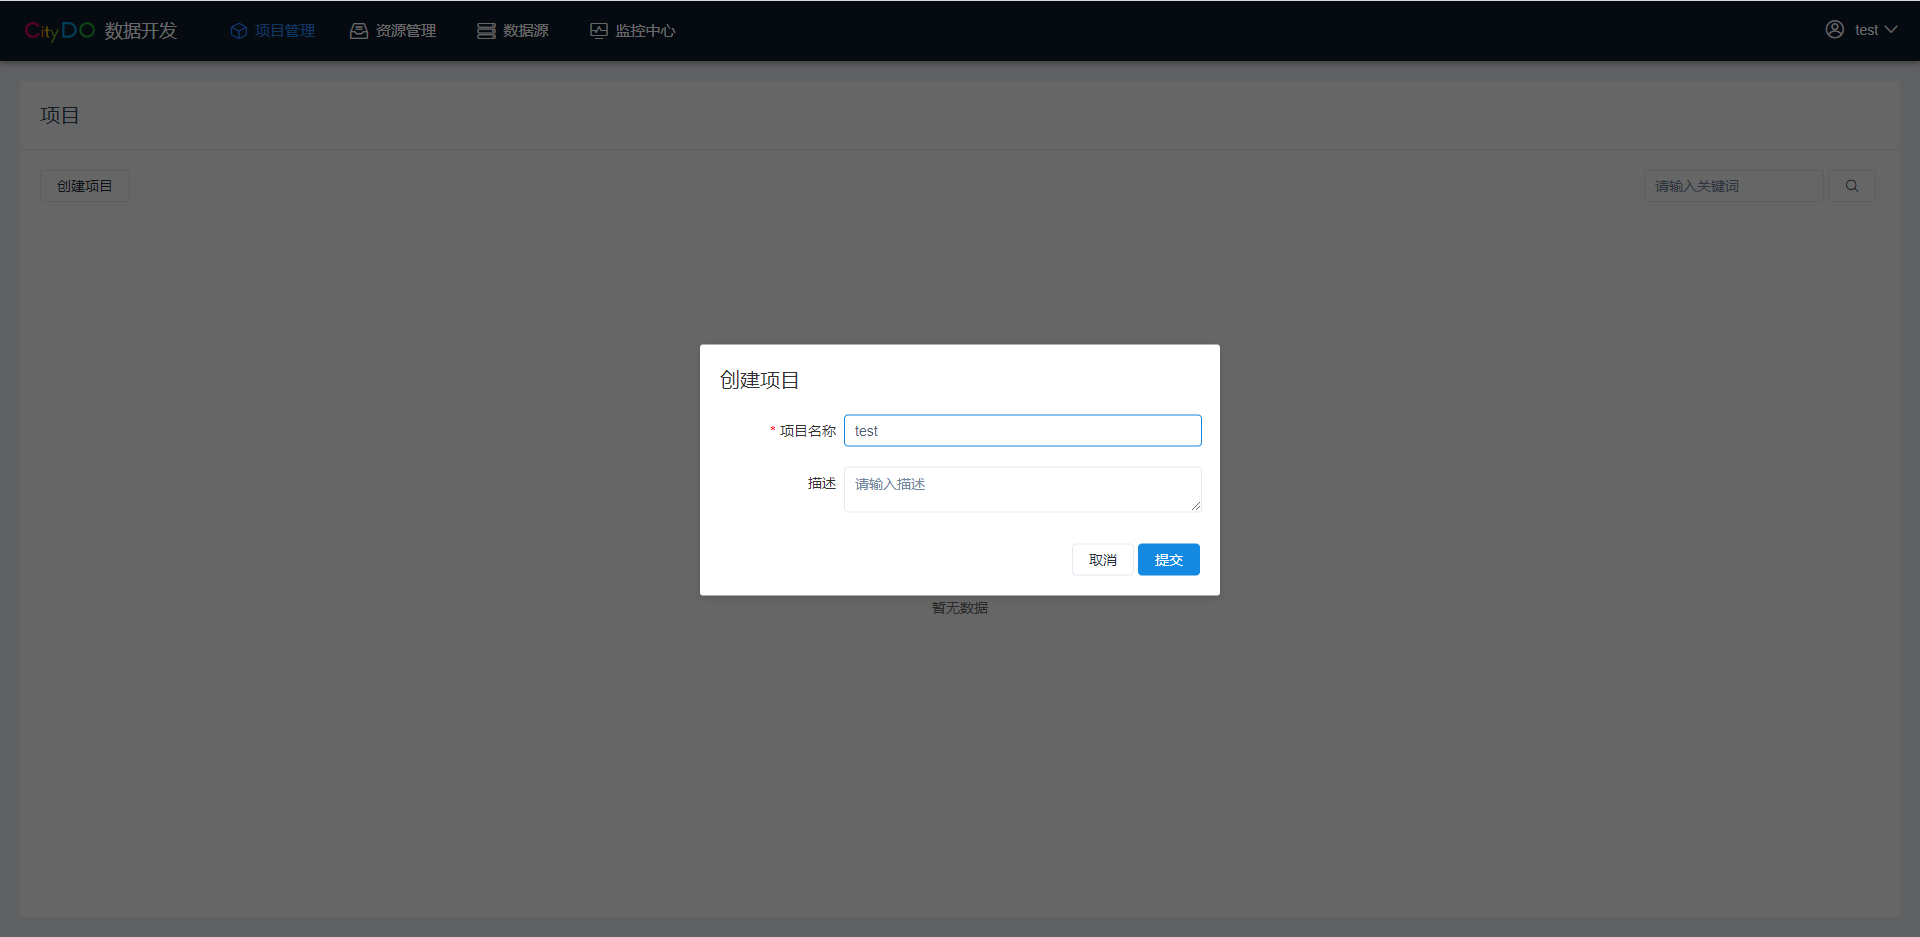 CityDO 数据开发 项目管理 资源管理 数据源 监控中心 test
项目
创建项目 请输入关键词
创建项目
* 项目名称 test
描述 请输入描述
取消 提交
暂无数据